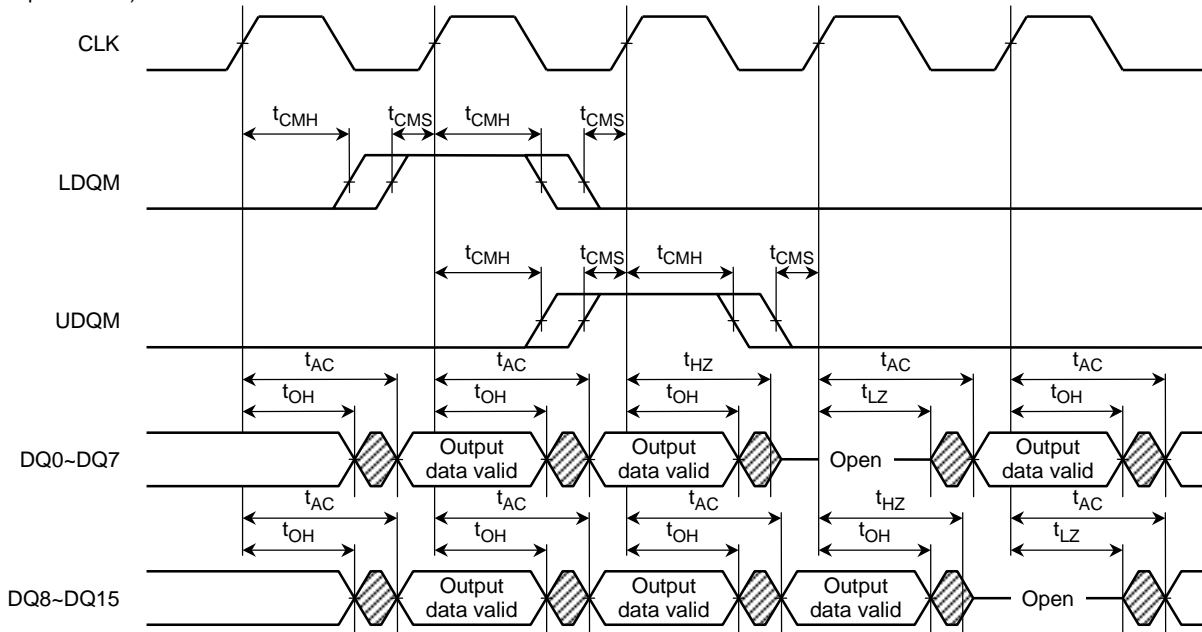 CLK
tCMH tCMS tCMH tCMS
LDQM
tCMH tCMS tCMH tCMS
UDQM
tAC tAC tHZ tAC tAC
tOH tOH tOH tLZ tOH
DQ0~DQ7
Output data valid
Output data valid
Open
Output data valid
tAC tAC tAC tHZ tAC
tOH tOH tOH tOH tLZ
DQ8~DQ15
Output data valid
Output data valid
Output data valid
Open